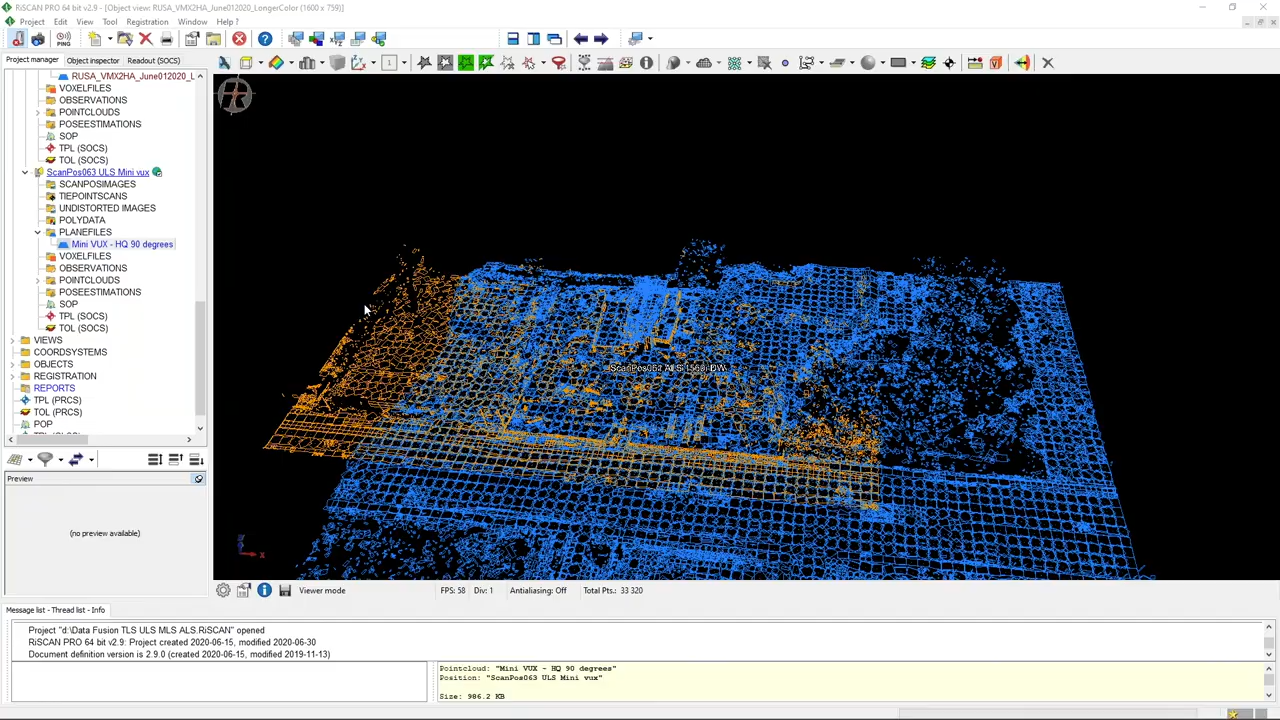 RiSCAN PRO 64 bit v2.9 - [Object view: RUSA_VMX2HA_June012020_LongerColor (1600 x 759)]
Project Edit View Tool Registration Window Help ?
Project manager Object inspector Readout (SOCS)
RUSA_VMX2HA_June012020_L
VOXELFILES
OBSERVATIONS
POINTCLOUDS
POSEESTIMATIONS
SOP
TPL (SOCS)
TOL (SOCS)
ScanPos063 ULS Mini vux
SCANPOSIMAGES
TIEPOINTSCANS
UNDISTORTED IMAGES
POLYDATA
PLANEFILES
Mini VUX - HQ 90 degrees
VOXELFILES
OBSERVATIONS
POINTCLOUDS
POSEESTIMATIONS
SOP
TPL (SOCS)
TOL (SOCS)
VIEWS
COORDSYSTEMS
OBJECTS
REGISTRATION
REPORTS
TPL (PRCS)
TOL (PRCS)
POP
Preview
(no preview available)
Viewer mode FPS: 58 Div: 1 Antialiasing: Off Total Pts.: 33 320
Message list - Thread list - Info
Project "d:\Data Fusion TLS ULS MLS ALS.RiSCAN" opened
RiSCAN PRO 64 bit v2.9: Project created 2020-06-15, modified 2020-06-30
Document definition version is 2.9.0 (created 2020-06-15, modified 2019-11-13)
Pointcloud: "Mini VUX - HQ 90 degrees"
Position: "ScanPos063 ULS Mini vux"
Size: 986.2 KB